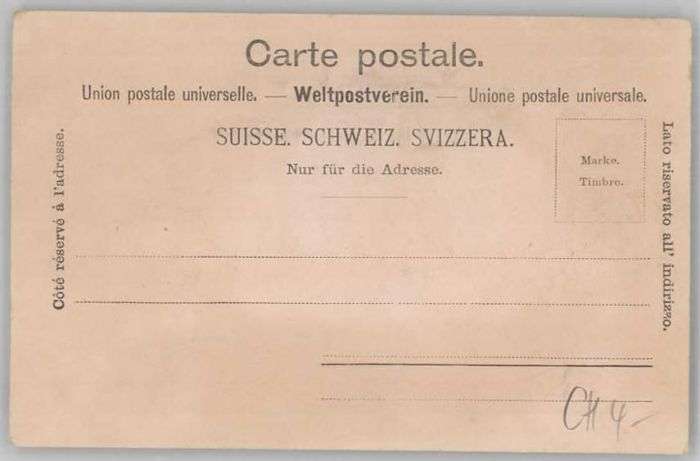 Carte postale.
Union postale universelle. — Weltpostverein. — Unione postale universale.
SUISSE. SCHWEIZ. SVIZZERA.
Nur für die Adresse.
Marke.
Timbre.
Côté réservé à l'adresse.
Lato riservato all' indirizzo.
CH 4.-